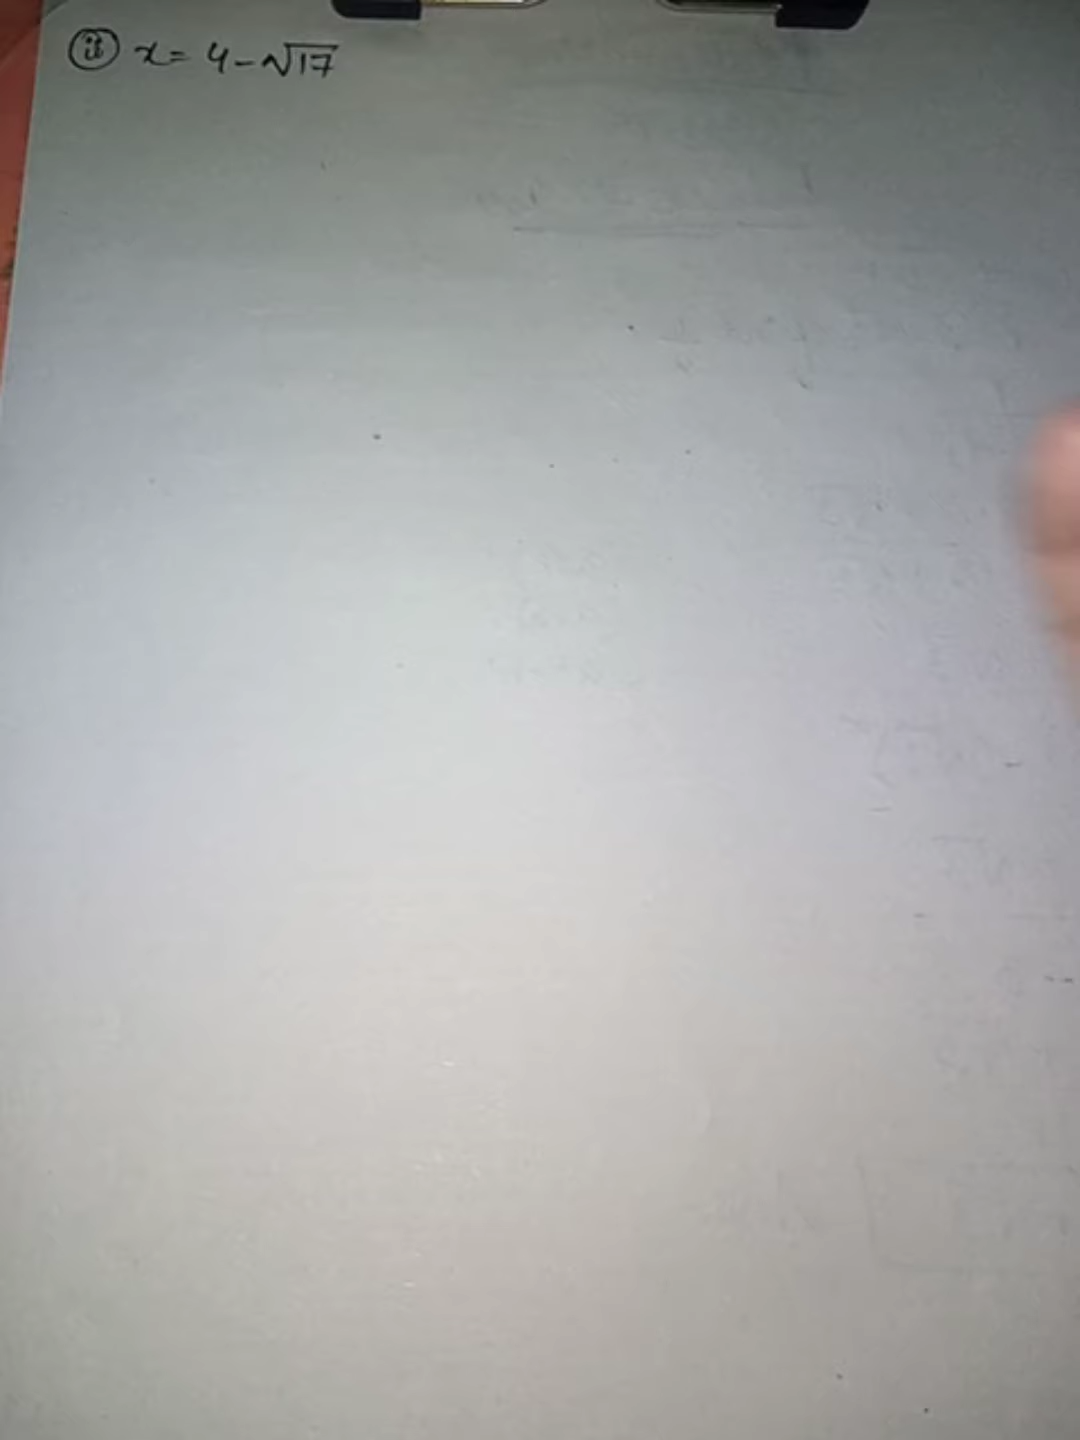 (ii) x = 4 - √17